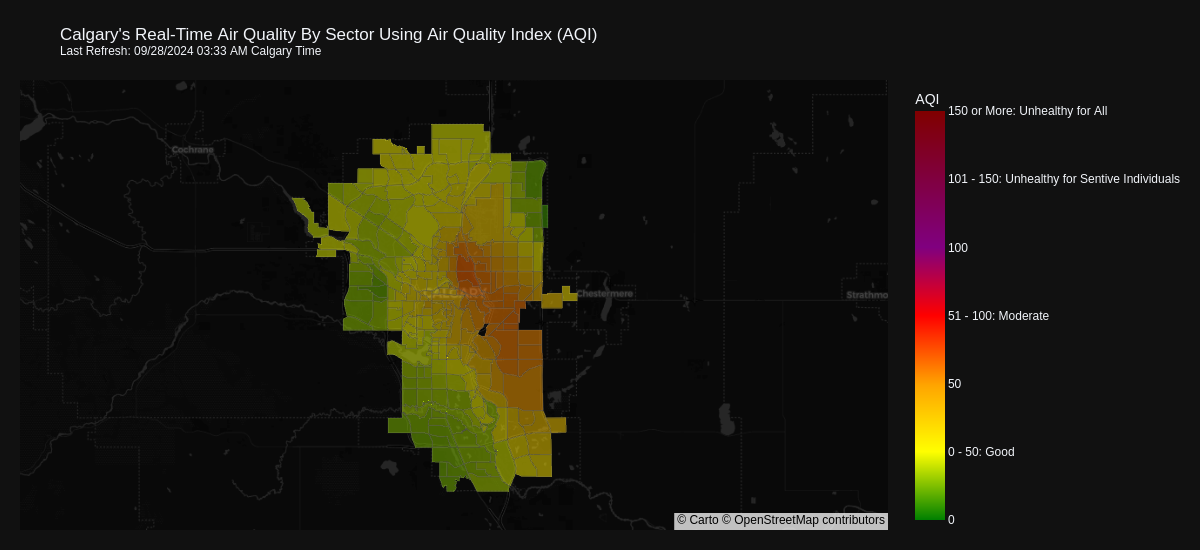 Calgary's Real-Time Air Quality By Sector Using Air Quality Index (AQI)
Last Refresh: 09/28/2024 03:33 AM Calgary Time
AQI
150 or More: Unhealthy for All
Cochrane
101 - 150: Unhealthy for Sentive Individuals
100
CALGARY
Chestermere
Strathmo
51 - 100: Moderate
50
0 - 50: Good
0
© Carto © OpenStreetMap contributors